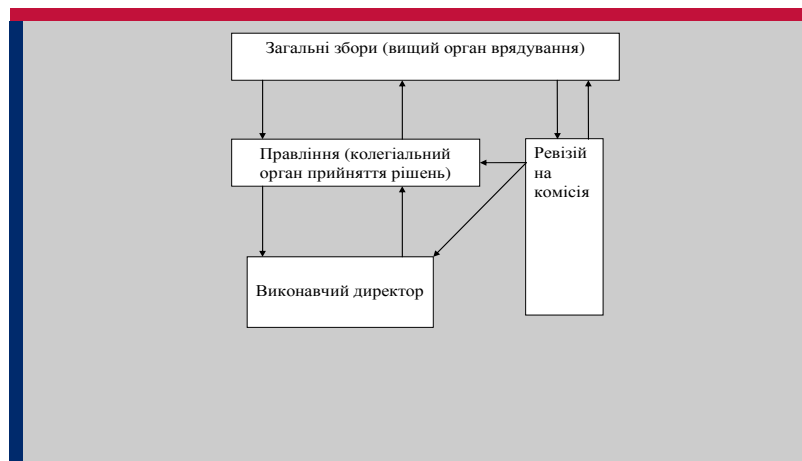 Загальні збори (вищий орган врядування)
Правління (колегіальний
орган прийняття рішень)
Ревізій
на
комісія
Виконавчий директор